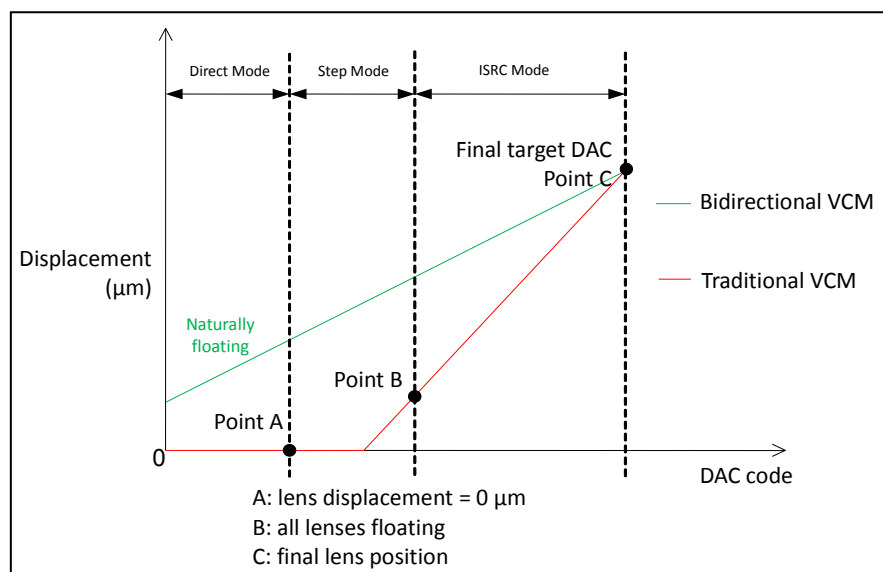 Direct Mode
Step Mode
ISRC Mode
Final target DAC
Point C
Bidirectional VCM
Displacement
(μm)
Traditional VCM
Naturally
floating
Point B
Point A
0
DAC code
A: lens displacement = 0 μm
B: all lenses floating
C: final lens position